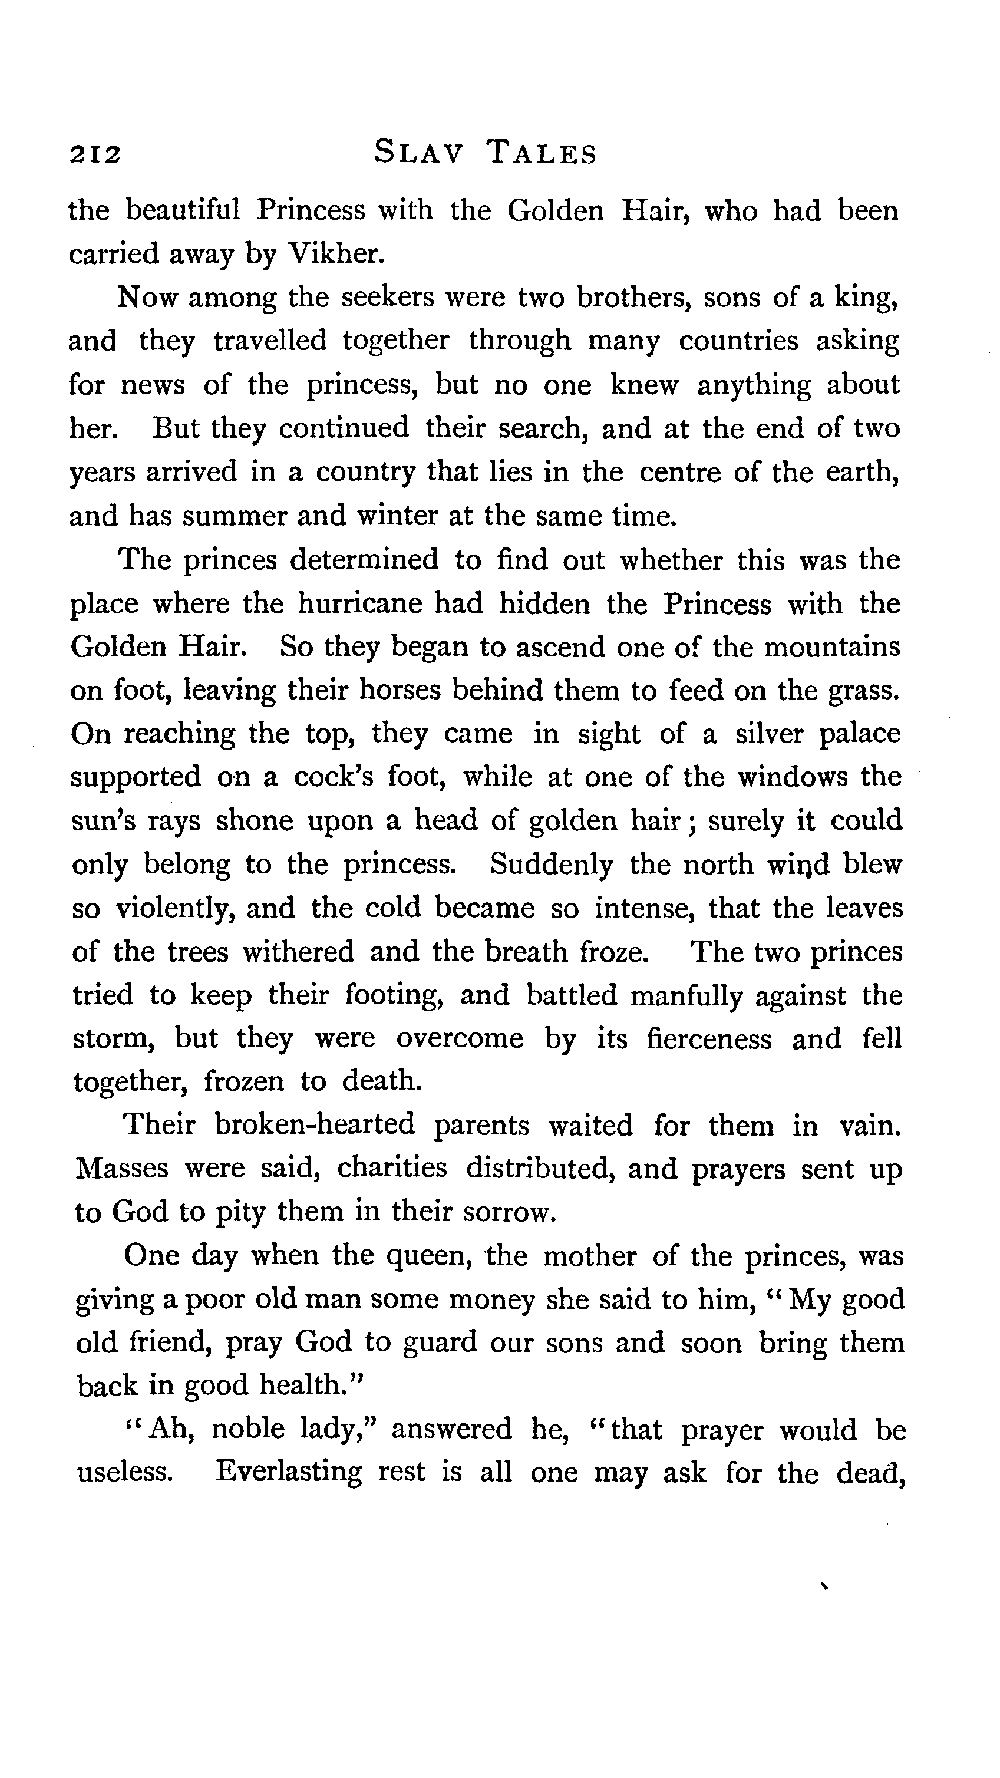 212 SLAV TALES
the beautiful Princess with the Golden Hair, who had been
carried away by Vikher.
Now among the seekers were two brothers, sons of a king,
and they travelled together through many countries asking
for news of the princess, but no one knew anything about
her. But they continued their search, and at the end of two
years arrived in a country that lies in the centre of the earth,
and has summer and winter at the same time.
The princes determined to find out whether this was the
place where the hurricane had hidden the Princess with the
Golden Hair. So they began to ascend one of the mountains
on foot, leaving their horses behind them to feed on the grass.
On reaching the top, they came in sight of a silver palace
supported on a cock's foot, while at one of the windows the
sun's rays shone upon a head of golden hair; surely it could
only belong to the princess. Suddenly the north wind blew
so violently, and the cold became so intense, that the leaves
of the trees withered and the breath froze. The two princes
tried to keep their footing, and battled manfully against the
storm, but they were overcome by its fierceness and fell
together, frozen to death.
Their broken-hearted parents waited for them in vain.
Masses were said, charities distributed, and prayers sent up
to God to pity them in their sorrow.
One day when the queen, the mother of the princes, was
giving a poor old man some money she said to him, "My good
old friend, pray God to guard our sons and soon bring them
back in good health."
"Ah, noble lady," answered he, "that prayer would be
useless. Everlasting rest is all one may ask for the dead,